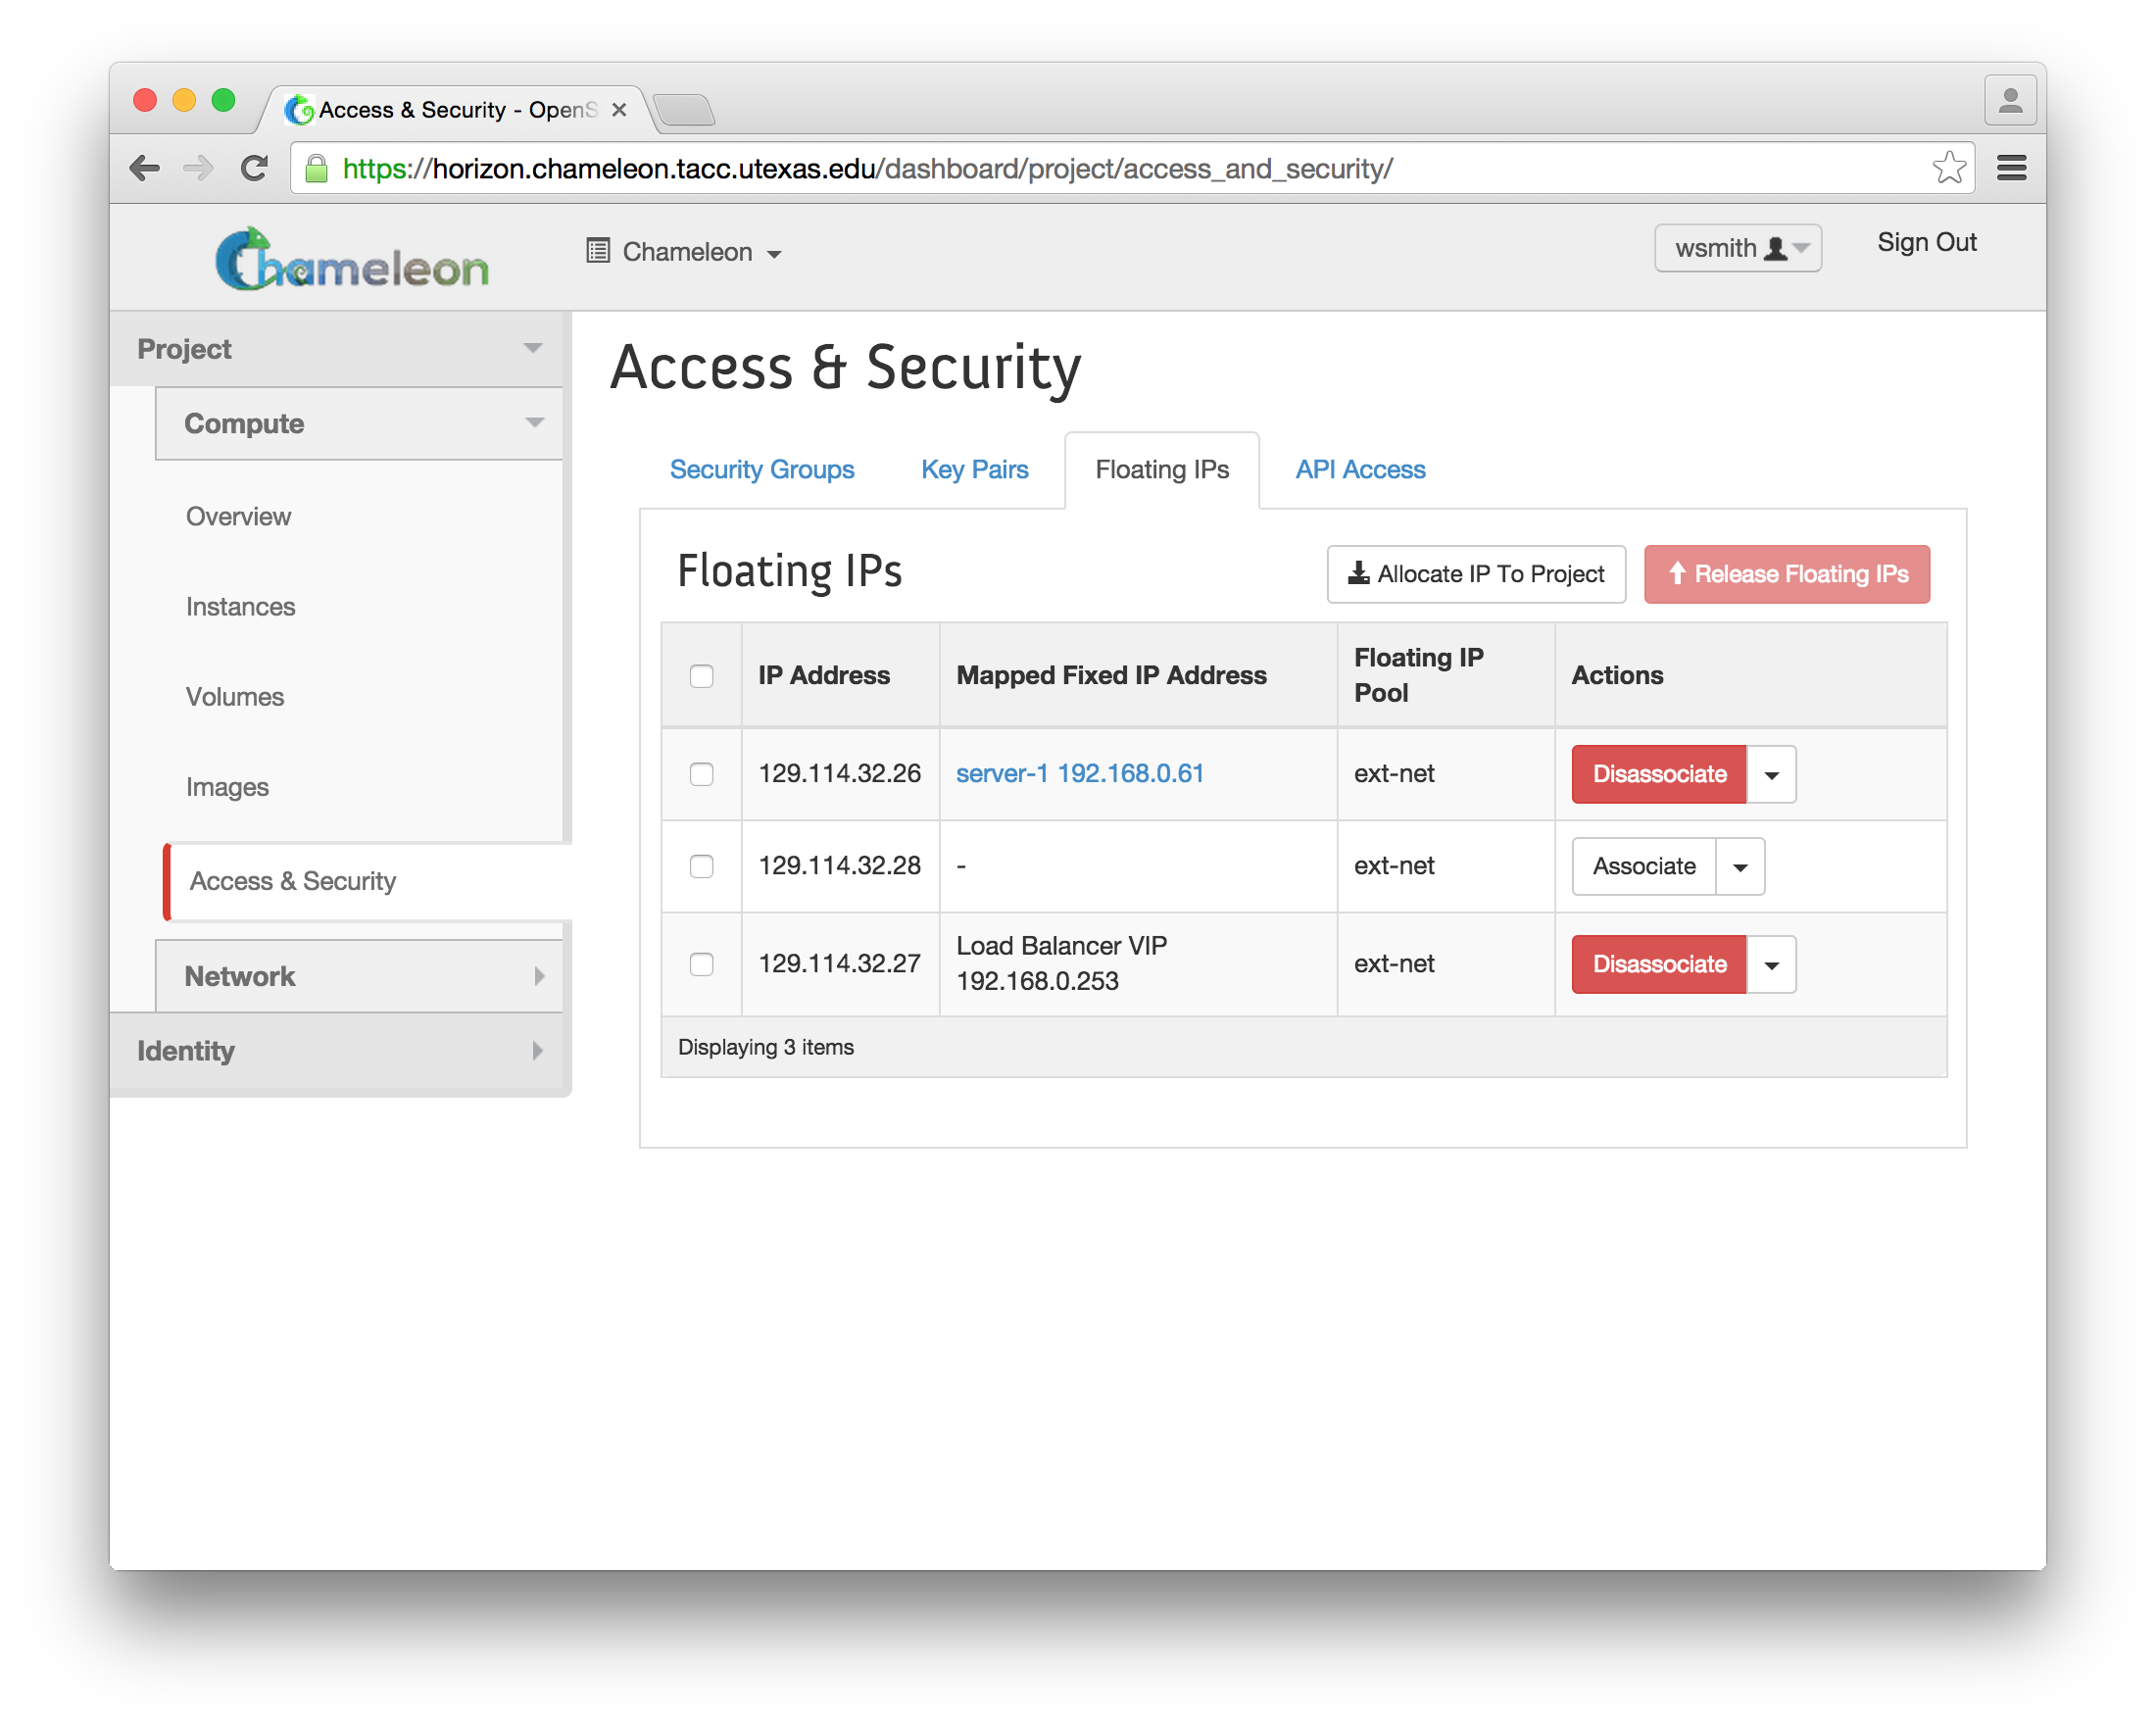 Access & Security - OpenS
https://horizon.chameleon.tacc.utexas.edu/dashboard/project/access_and_security/
Chameleon
Chameleon
wsmith
Sign Out
Project
Compute
Overview
Instances
Volumes
Images
Access & Security
Network
Identity
Access & Security
Security Groups
Key Pairs
Floating IPs
API Access
Floating IPs
Allocate IP To Project
Release Floating IPs
IP Address
Mapped Fixed IP Address
Floating IP
Pool
Actions
129.114.32.26
server-1 192.168.0.61
ext-net
Disassociate
129.114.32.28
-
ext-net
Associate
129.114.32.27
Load Balancer VIP
192.168.0.253
ext-net
Disassociate
Displaying 3 items